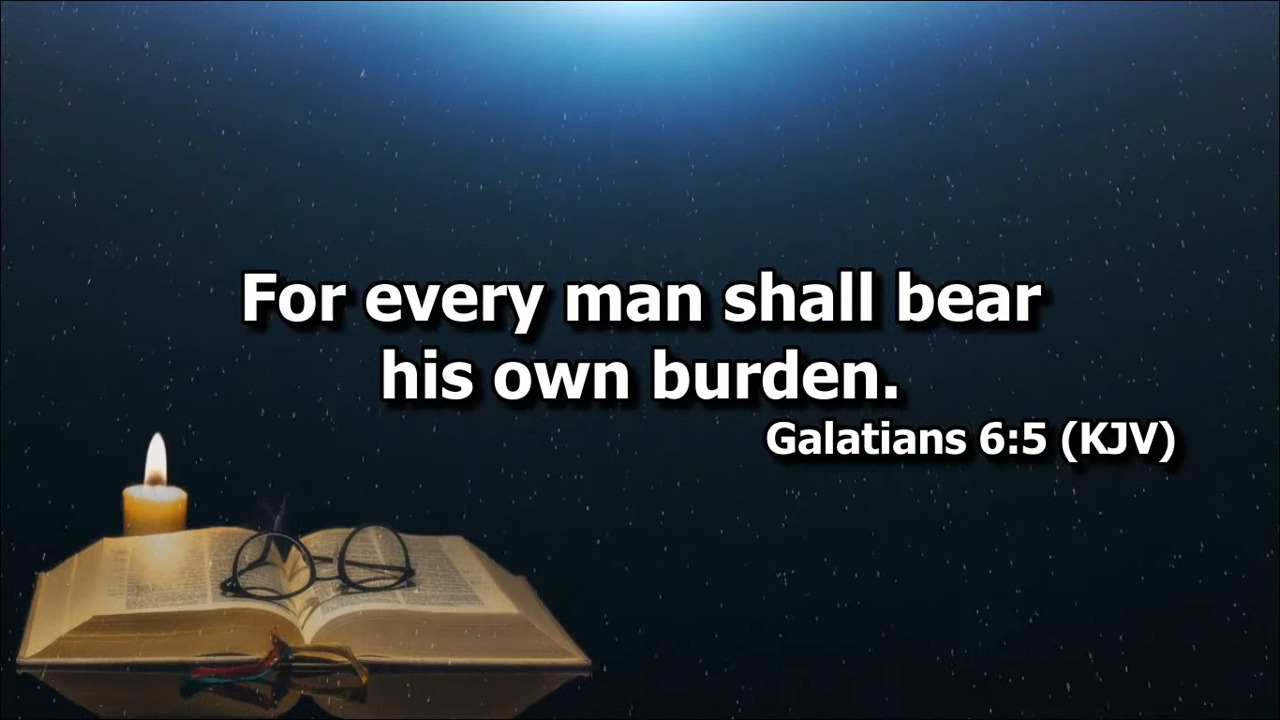 For every man shall bear
his own burden.
Galatians 6:5 (KJV)